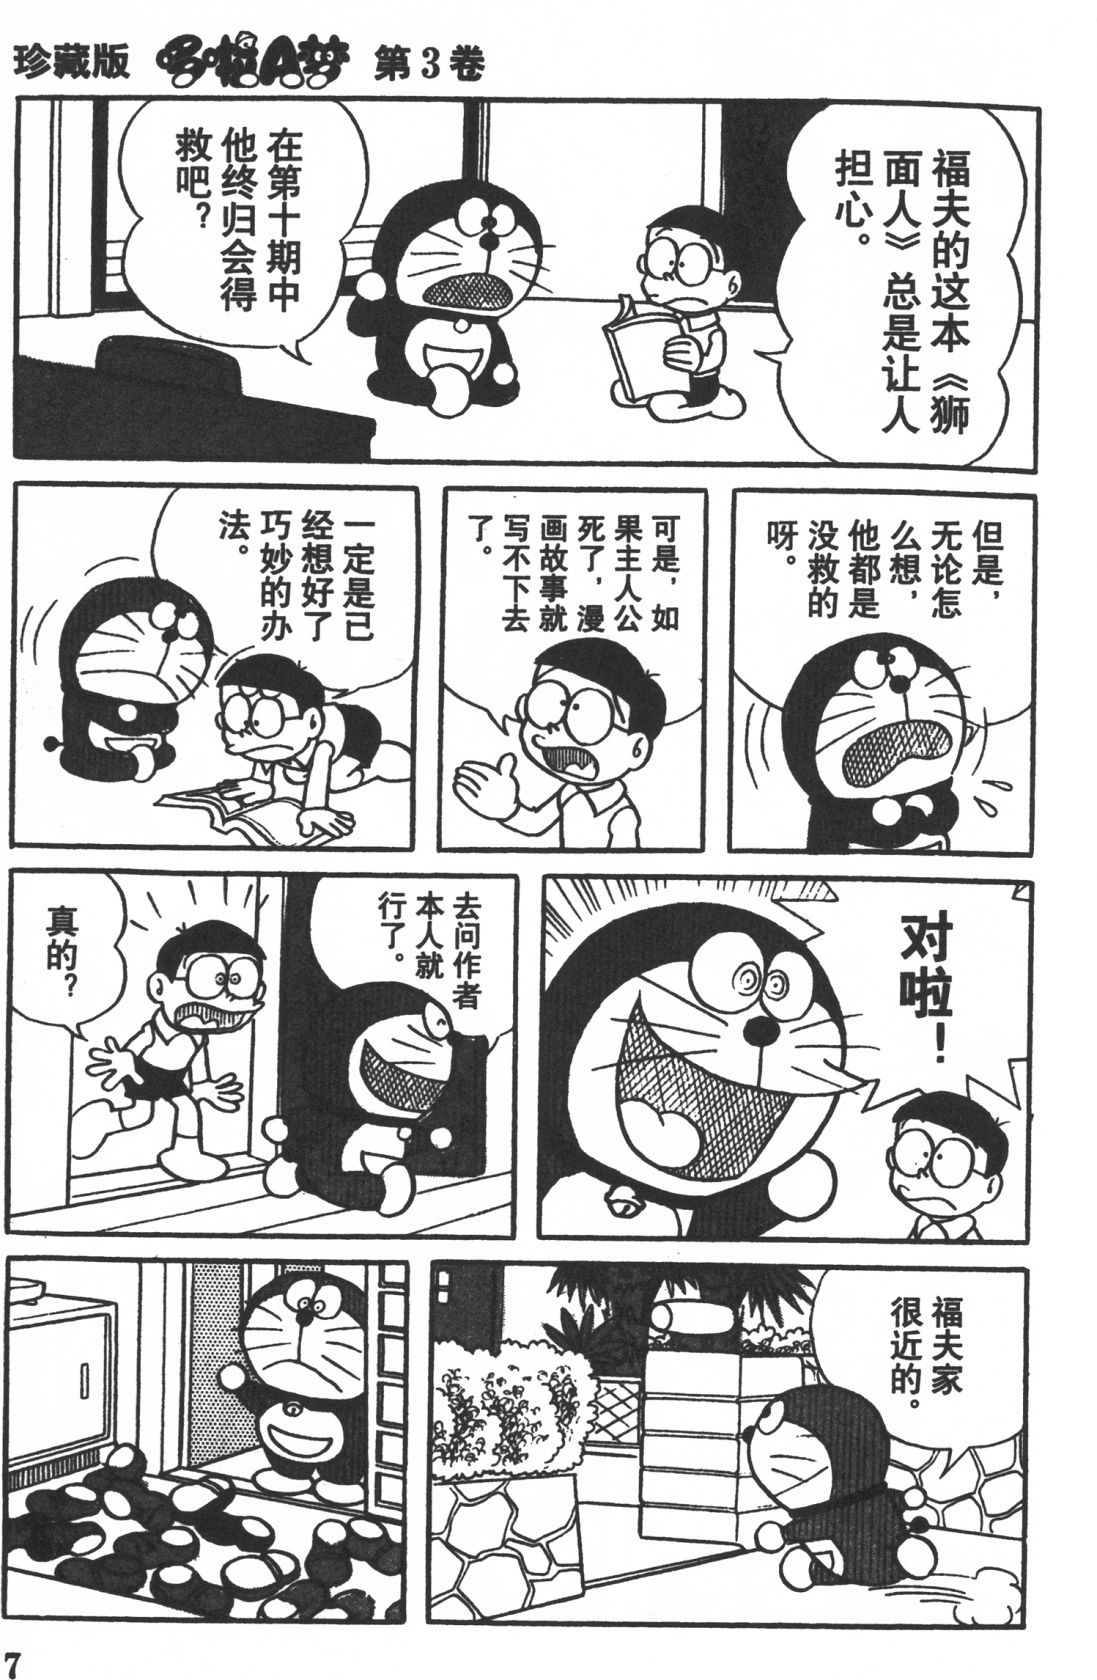 珍藏版 哆啦A梦 第3卷
福夫的这本《狮
面人》总是让人
担心。
在第十期中
他终归会得
救吧？
但是，
无论怎
么想，
他都是
没救的
呀。
可是，如
果主人公
死了，漫
画故事就
写不下去
了。
一定是已
经想好了
巧妙的办
法。
对
啦！
去问作者
本人就
行了。
真的？
福夫家
很近的。
7